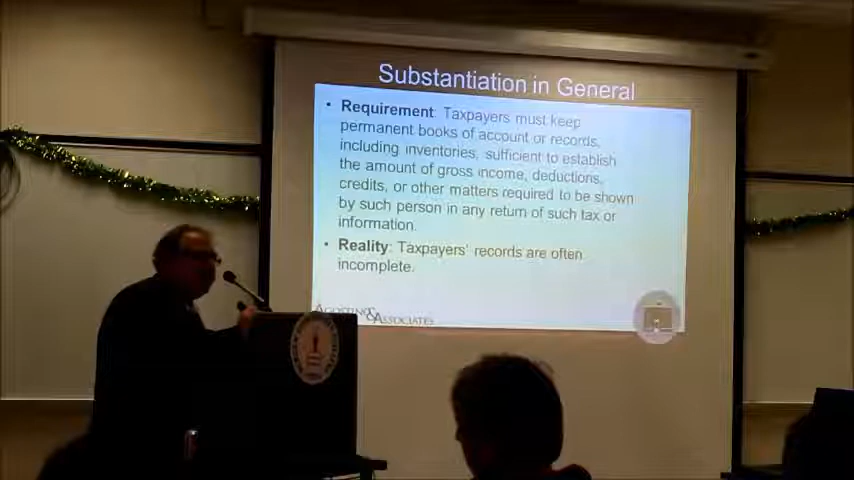 Substantiation in General
• Requirement: Taxpayers must keep
permanent books of account or records,
including inventories, sufficient to establish
the amount of gross income, deductions,
credits, or other matters required to be shown
by such person in any return of such tax or
information.
• Reality: Taxpayers' records are often
incomplete.
AGOSTINO & ASSOCIATES